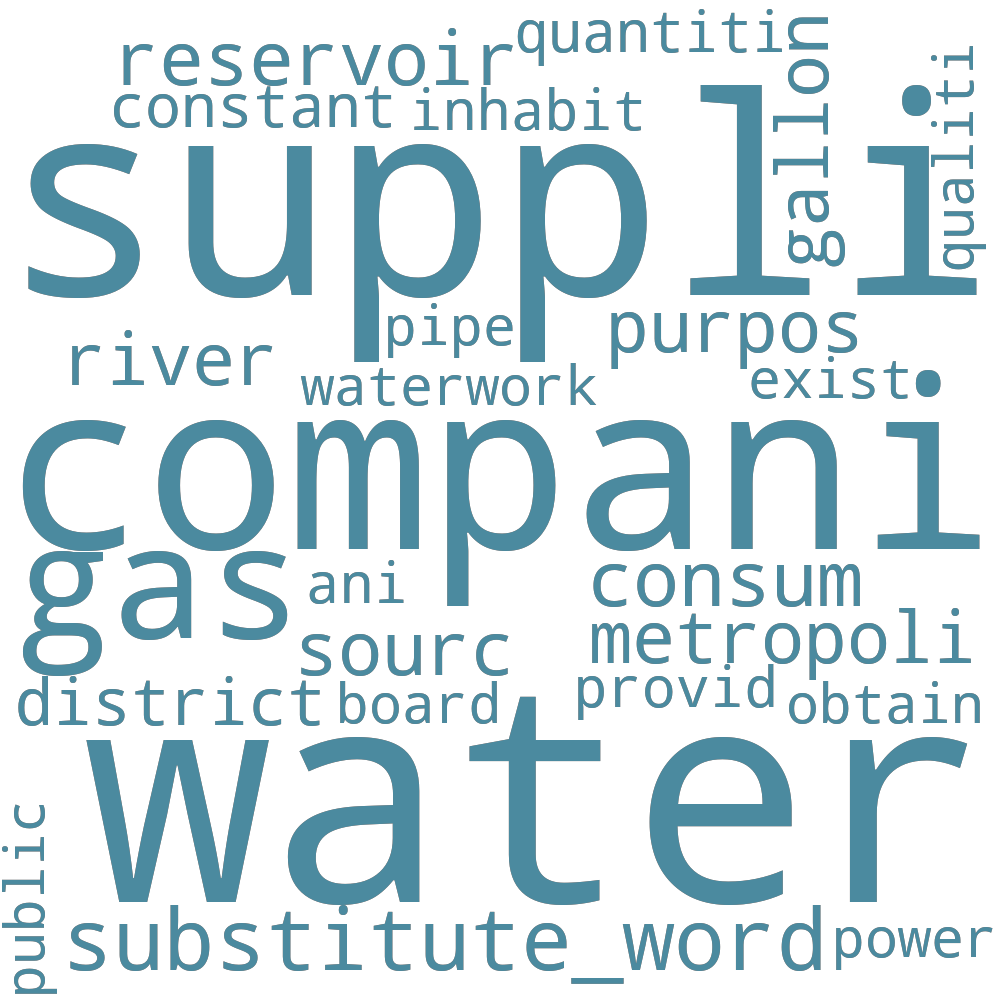 quantiti
reservoir
gallon
qualiti
constant
inhabit
suppli
pipe
purpos
river
waterwork
exist
compani
gas
ani
consum
sourc
metropoli
district
board
provid
obtain
water
public
substitute_word
power